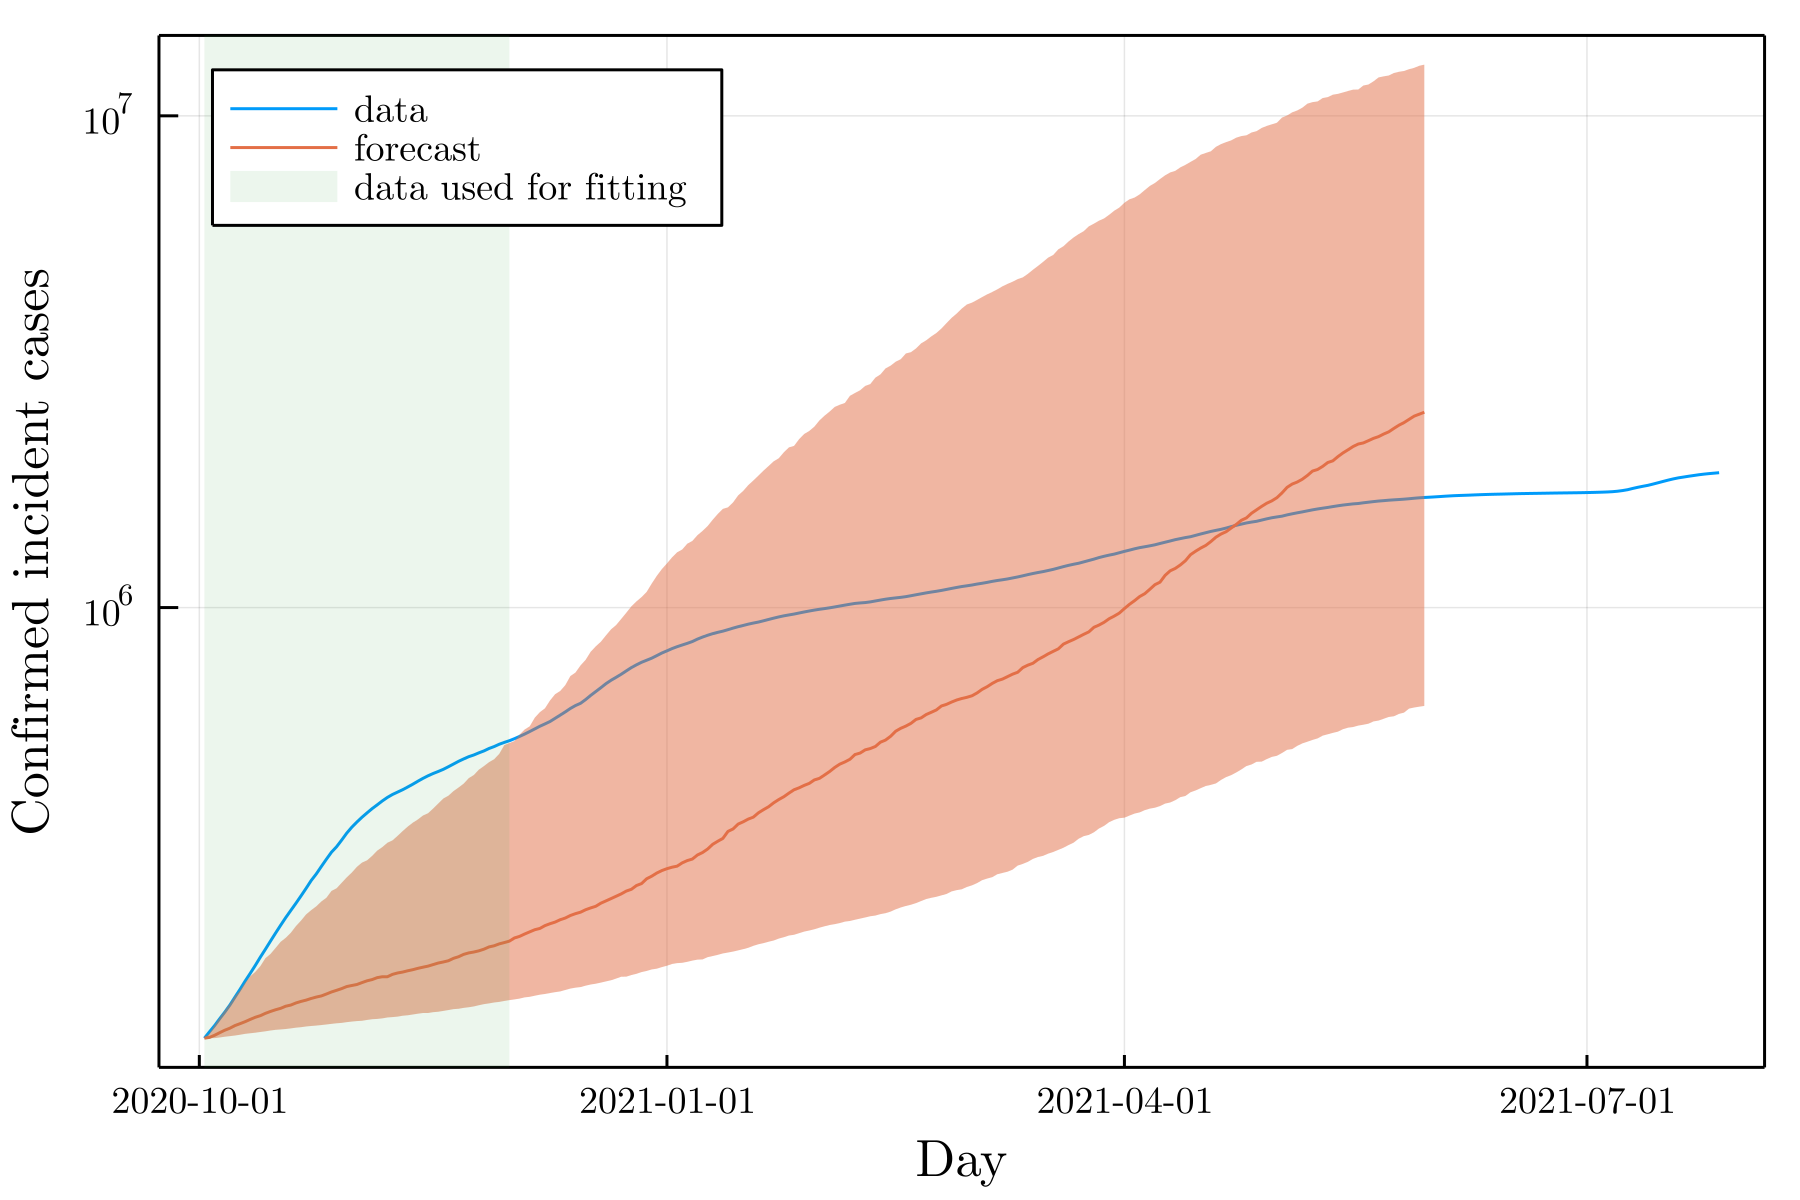 Confirmed incident cases
10^7
10^6
data
forecast
data used for fitting
2020-10-01
2021-01-01
2021-04-01
2021-07-01
Day